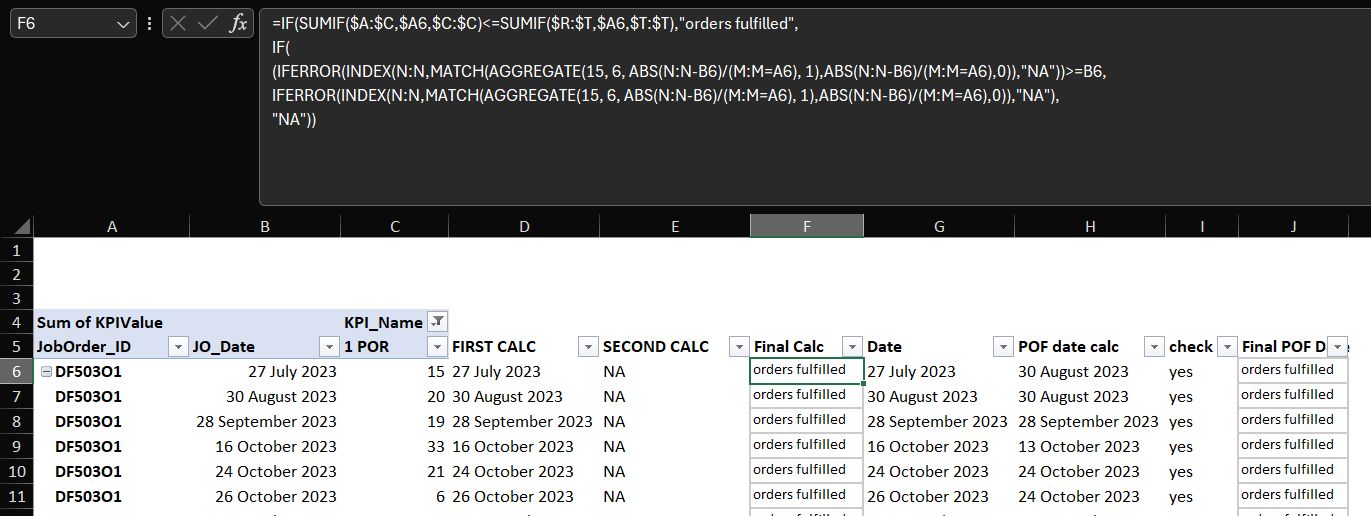 F6
fx
=IF(SUMIF($A:$C,$A6,$C:$C)<=SUMIF($R:$T,$A6,$T:$T),"orders fulfilled",
IF(
(IFERROR(INDEX(N:N,MATCH(AGGREGATE(15, 6, ABS(N:N-B6)/(M:M=A6), 1),ABS(N:N-B6)/(M:M=A6),0)),"NA"))>=B6,
IFERROR(INDEX(N:N,MATCH(AGGREGATE(15, 6, ABS(N:N-B6)/(M:M=A6), 1),ABS(N:N-B6)/(M:M=A6),0)),"NA"),
"NA"))
A B C D E F G H I J
1
2
3
4 Sum of KPIValue KPI_Name
5 JobOrder_ID JO_Date 1 POR FIRST CALC SECOND CALC Final Calc Date POF date calc check Final POF
6 DF503O1 27 July 2023 15 27 July 2023 NA orders fulfilled 27 July 2023 30 August 2023 yes orders fulfilled
7 DF503O1 30 August 2023 20 30 August 2023 NA orders fulfilled 30 August 2023 30 August 2023 yes orders fulfilled
8 DF503O1 28 September 2023 19 28 September 2023 NA orders fulfilled 28 September 2023 28 September 2023 yes orders fulfilled
9 DF503O1 16 October 2023 33 16 October 2023 NA orders fulfilled 16 October 2023 13 October 2023 yes orders fulfilled
10 DF503O1 24 October 2023 21 24 October 2023 NA orders fulfilled 24 October 2023 24 October 2023 yes orders fulfilled
11 DF503O1 26 October 2023 6 26 October 2023 NA orders fulfilled 26 October 2023 24 October 2023 yes orders fulfilled